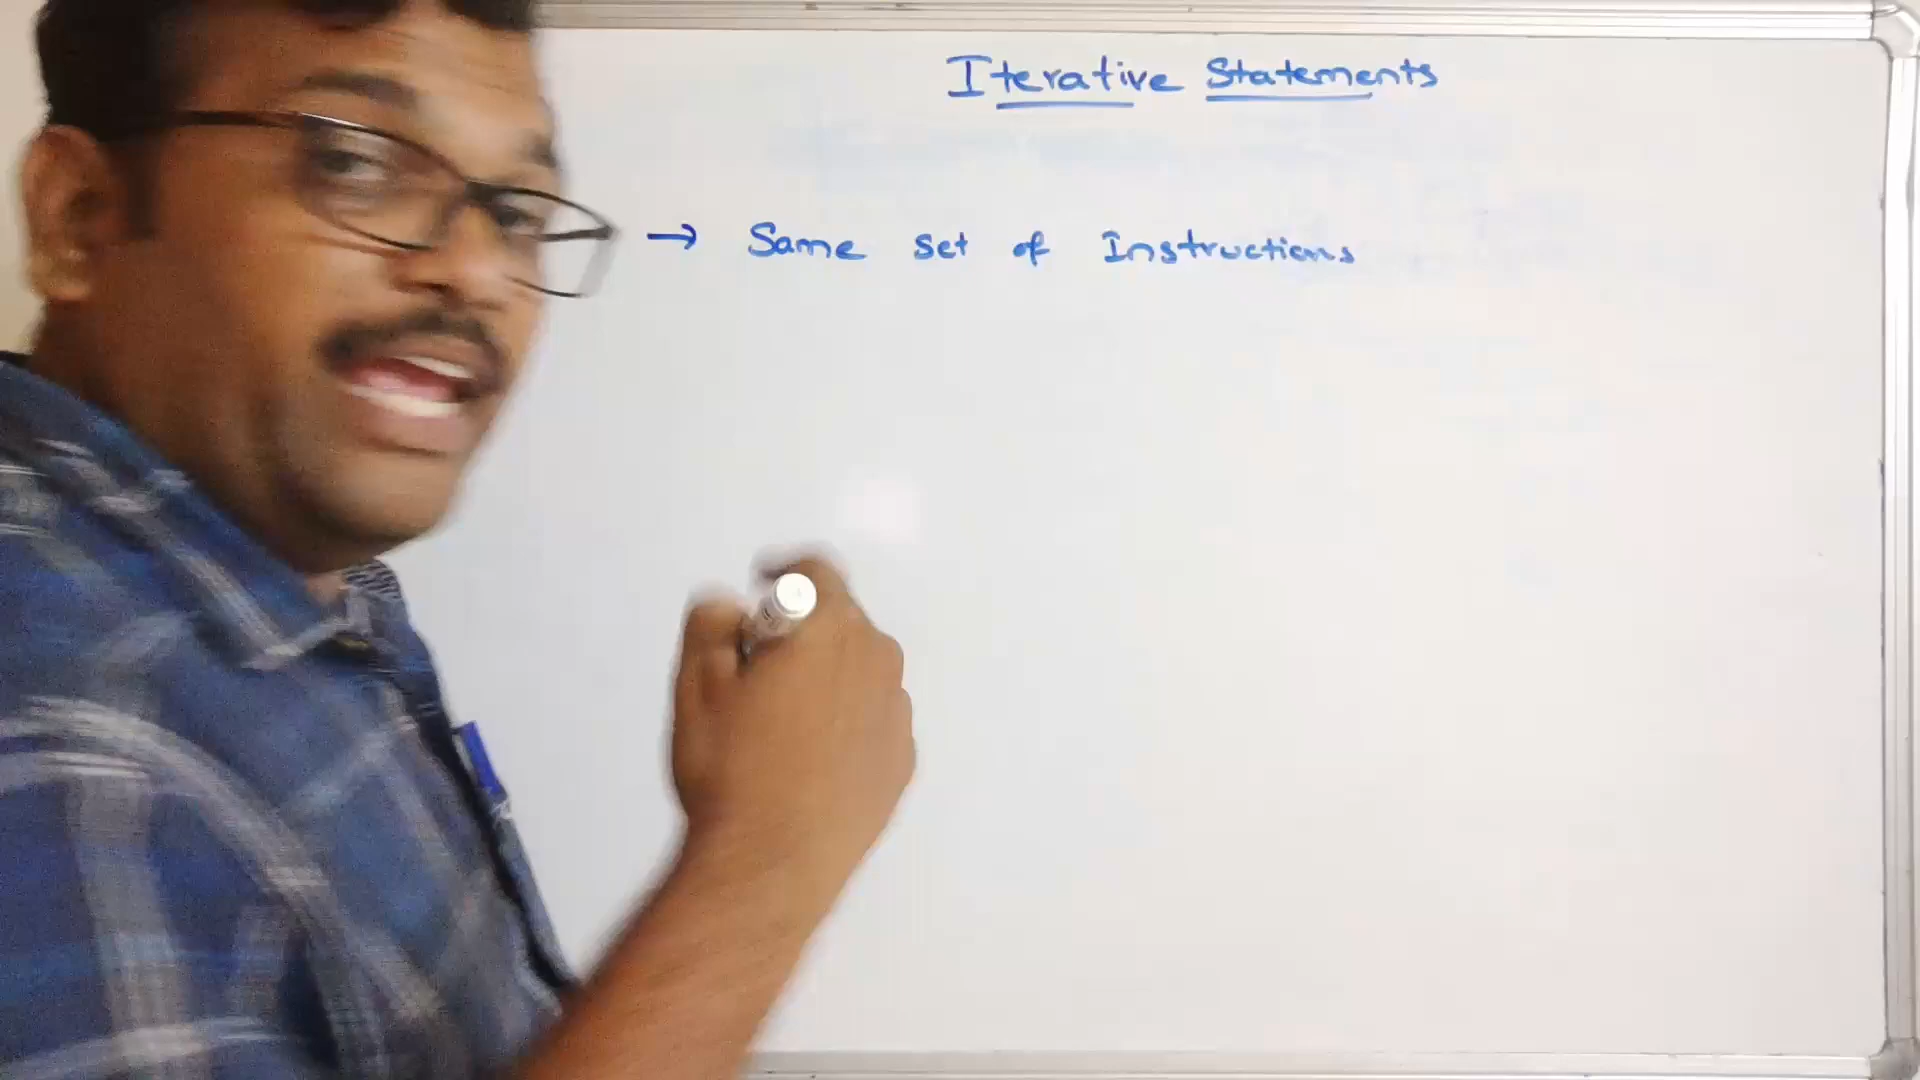 Iterative Statements
→ Same set of Instructions